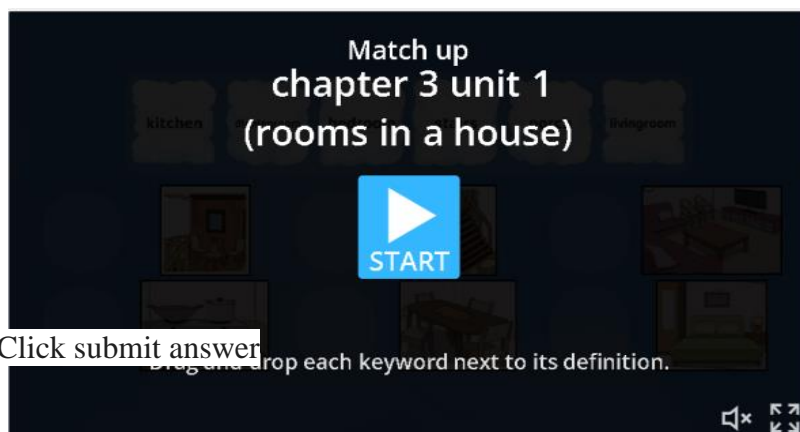 Match up
chapter 3 unit 1
(rooms in a house)
kitchen
livingroom
START
Click submit answer
drop each keyword next to its definition.